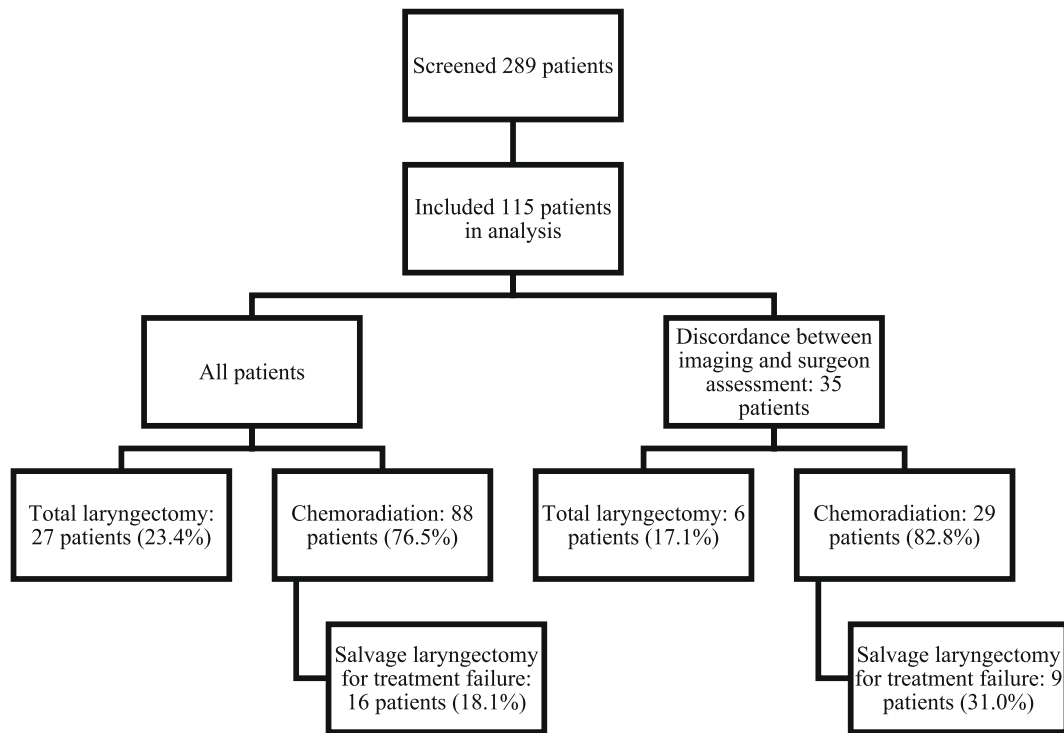 Screened 289 patients
Included 115 patients
in analysis
All patients
Discordance between
imaging and surgeon
assessment: 35
patients
Total laryngectomy:
27 patients (23.4%)
Chemoradiation: 88
patients (76.5%)
Total laryngectomy: 6
patients (17.1%)
Chemoradiation: 29
patients (82.8%)
Salvage laryngectomy
for treatment failure:
16 patients (18.1%)
Salvage laryngectomy
for treatment failure: 9
patients (31.0%)